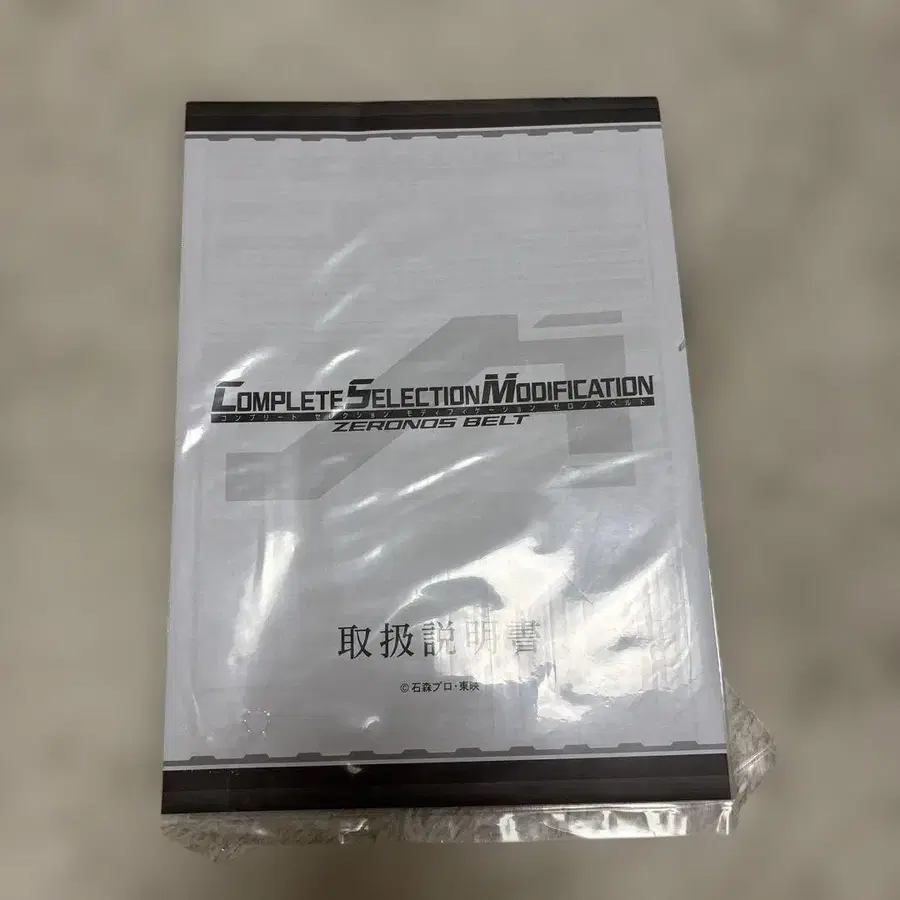 COMPLETE SELECTION MODIFICATION
コンプリート セレクション モディフィケーション ゼロノスベルト
ZERONOS BELT
取扱説明書
©石森プロ・東映